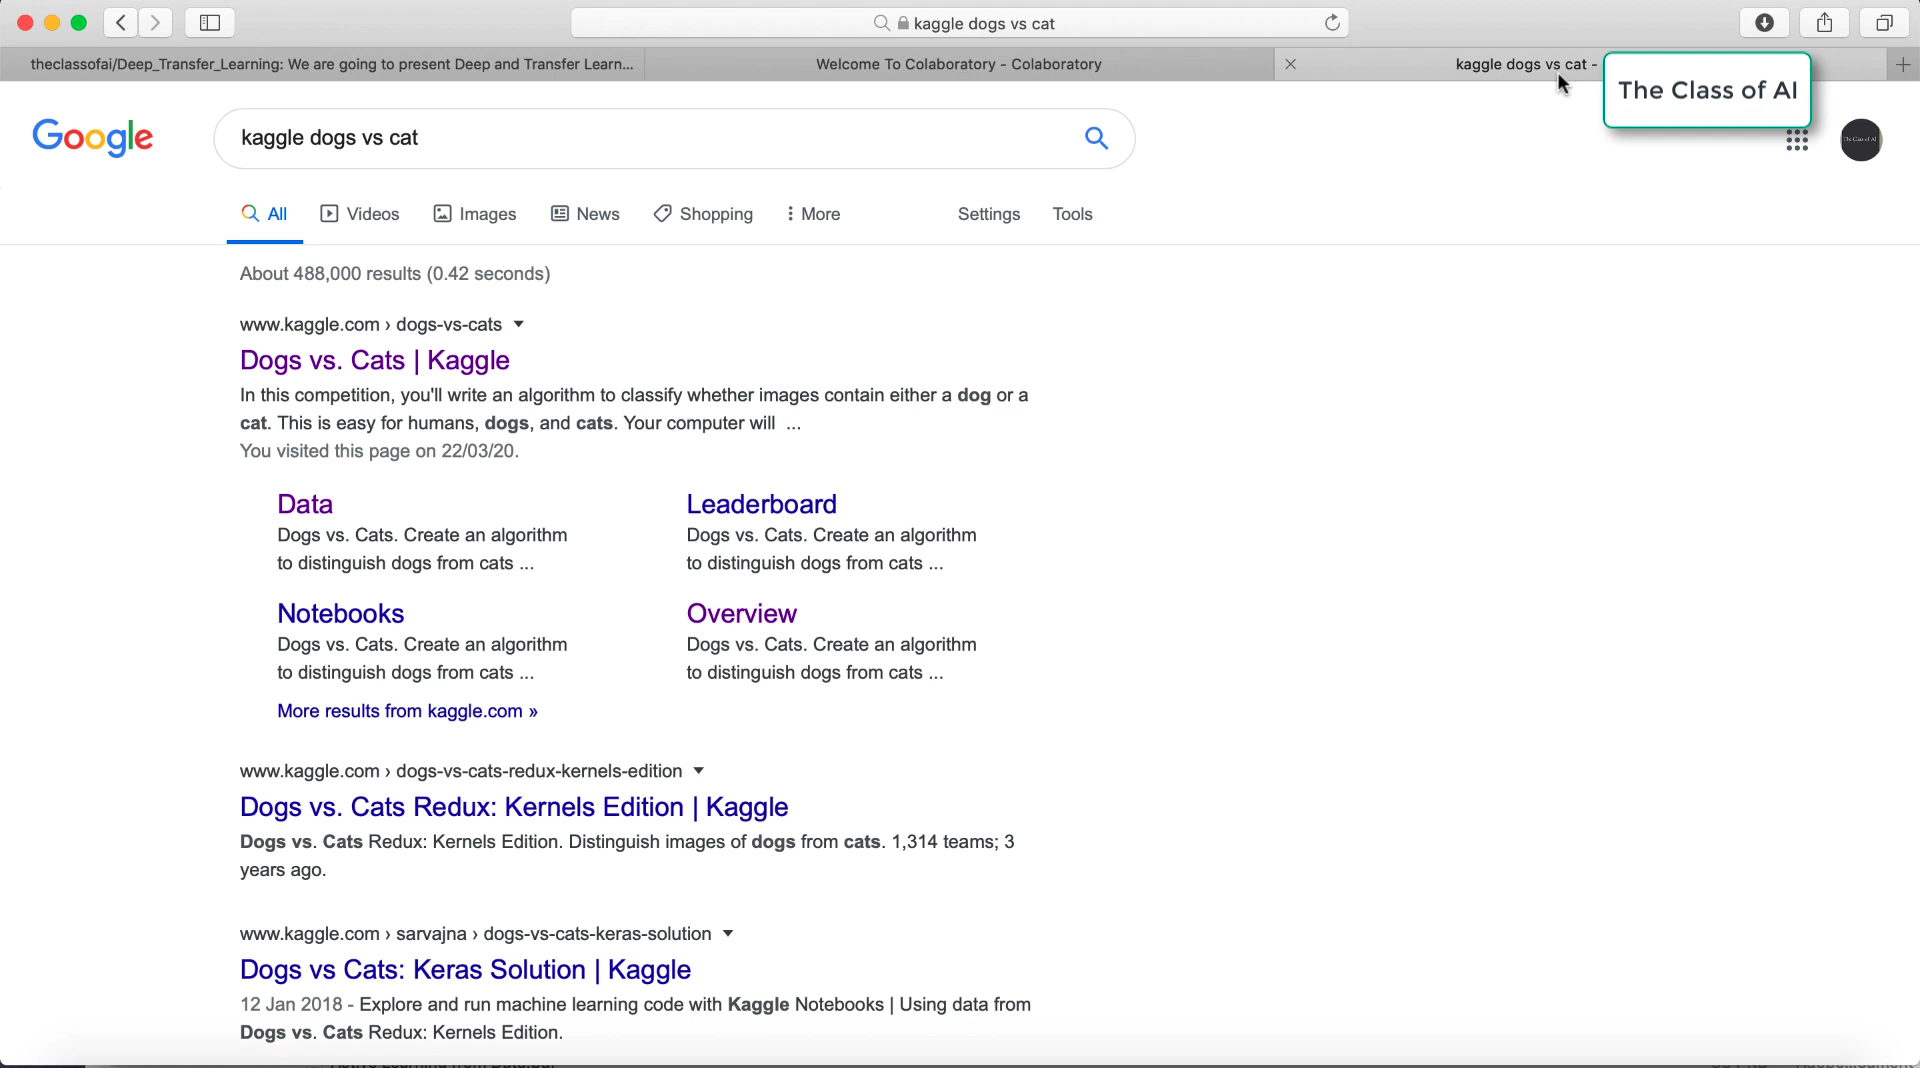 kaggle dogs vs cat
theclassofai/Deep_Transfer_Learning: We are going to present Deep and Transfer Learn...
Welcome To Colaboratory - Colaboratory
kaggle dogs vs cat -
The Class of AI
Google
kaggle dogs vs cat
All
Videos
Images
News
Shopping
More
Settings
Tools
About 488,000 results (0.42 seconds)
www.kaggle.com › dogs-vs-cats
Dogs vs. Cats | Kaggle
In this competition, you'll write an algorithm to classify whether images contain either a dog or a
cat. This is easy for humans, dogs, and cats. Your computer will ...
You visited this page on 22/03/20.
Data
Dogs vs. Cats. Create an algorithm
to distinguish dogs from cats ...
Leaderboard
Dogs vs. Cats. Create an algorithm
to distinguish dogs from cats ...
Notebooks
Dogs vs. Cats. Create an algorithm
to distinguish dogs from cats ...
Overview
Dogs vs. Cats. Create an algorithm
to distinguish dogs from cats ...
More results from kaggle.com »
www.kaggle.com › dogs-vs-cats-redux-kernels-edition
Dogs vs. Cats Redux: Kernels Edition | Kaggle
Dogs vs. Cats Redux: Kernels Edition. Distinguish images of dogs from cats. 1,314 teams; 3
years ago.
www.kaggle.com › sarvajna › dogs-vs-cats-keras-solution
Dogs vs Cats: Keras Solution | Kaggle
12 Jan 2018 - Explore and run machine learning code with Kaggle Notebooks | Using data from
Dogs vs. Cats Redux: Kernels Edition.